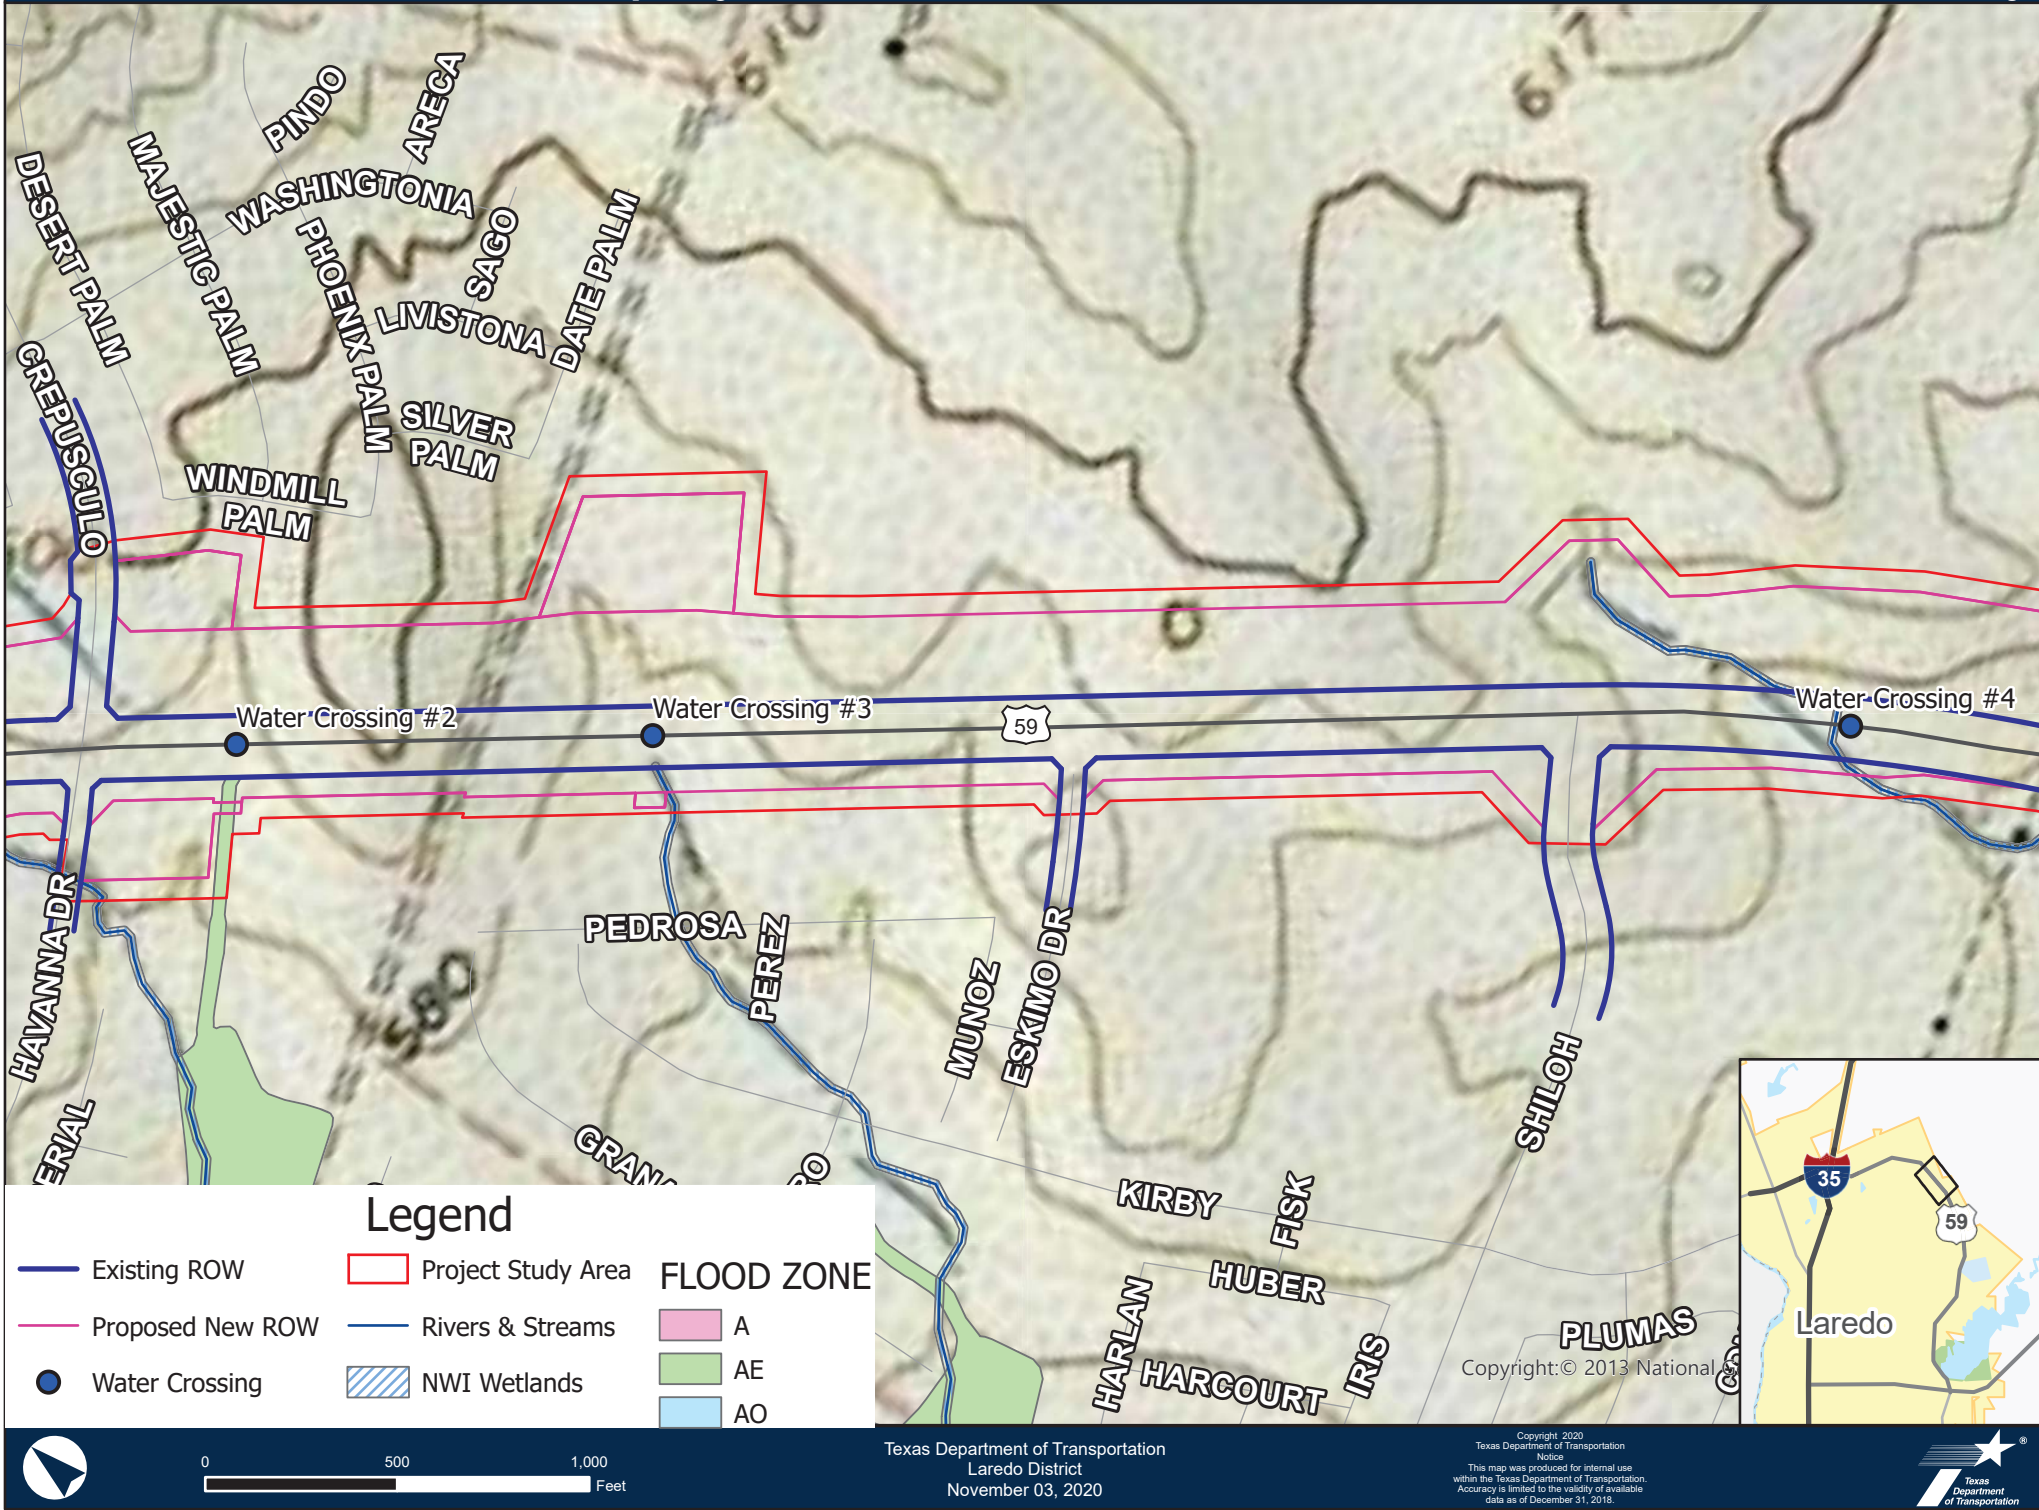 PINDO
ARECA
WASHINGTONIA
DESERT PALM
MAJESTIC PALM
PHOENIX PALM
SAGO
DATE PALM
LIVISTONA
CREPUSCULO
SILVER
PALM
WINDMILL
PALM
610
Water Crossing #2
Water Crossing #3
59
Water Crossing #4
HAVANNA DR
PEDROSA
PEREZ
MUNOZ
ESKIMO DR
SHILOH
KIRBY
FISK
HUBER
HARLAN
HARCOURT
IRIS
PLUMAS
Copyright:© 2013 National
35
59
Laredo
Legend
Existing ROW
Proposed New ROW
Water Crossing
Project Study Area
Rivers & Streams
NWI Wetlands
FLOOD ZONE
A
AE
AO
0 500 1,000
Feet
Texas Department of Transportation
Laredo District
November 03, 2020
Copyright 2020
Texas Department of Transportation
Notice
This map was produced for internal use
within the Texas Department of Transportation.
Accuracy is limited to the validity of available
data as of December 31, 2018.
®
Texas
Department
of Transportation